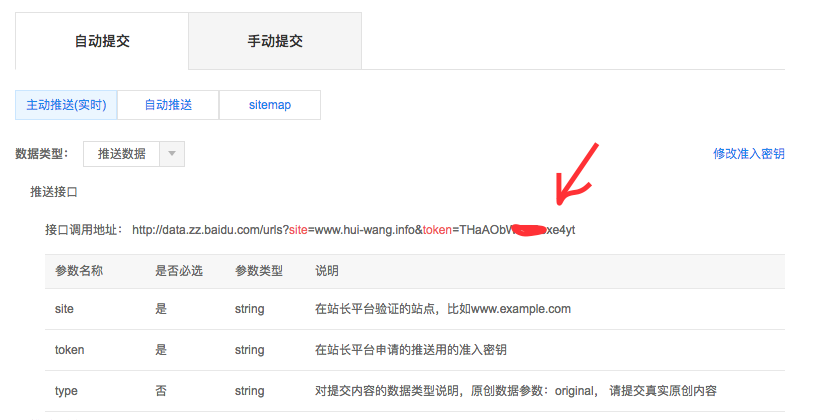 自动提交 手动提交
主动推送(实时) 自动推送 sitemap
数据类型： 推送数据 修改准入密钥
推送接口
接口调用地址： http://data.zz.baidu.com/urls?site=www.hui-wang.info&token=THaAObW xe4yt
参数名称 是否必选 参数类型 说明
site 是 string 在站长平台验证的站点，比如www.example.com
token 是 string 在站长平台申请的推送用的准入密钥
type 否 string 对提交内容的数据类型说明，原创数据参数：original， 请提交真实原创内容